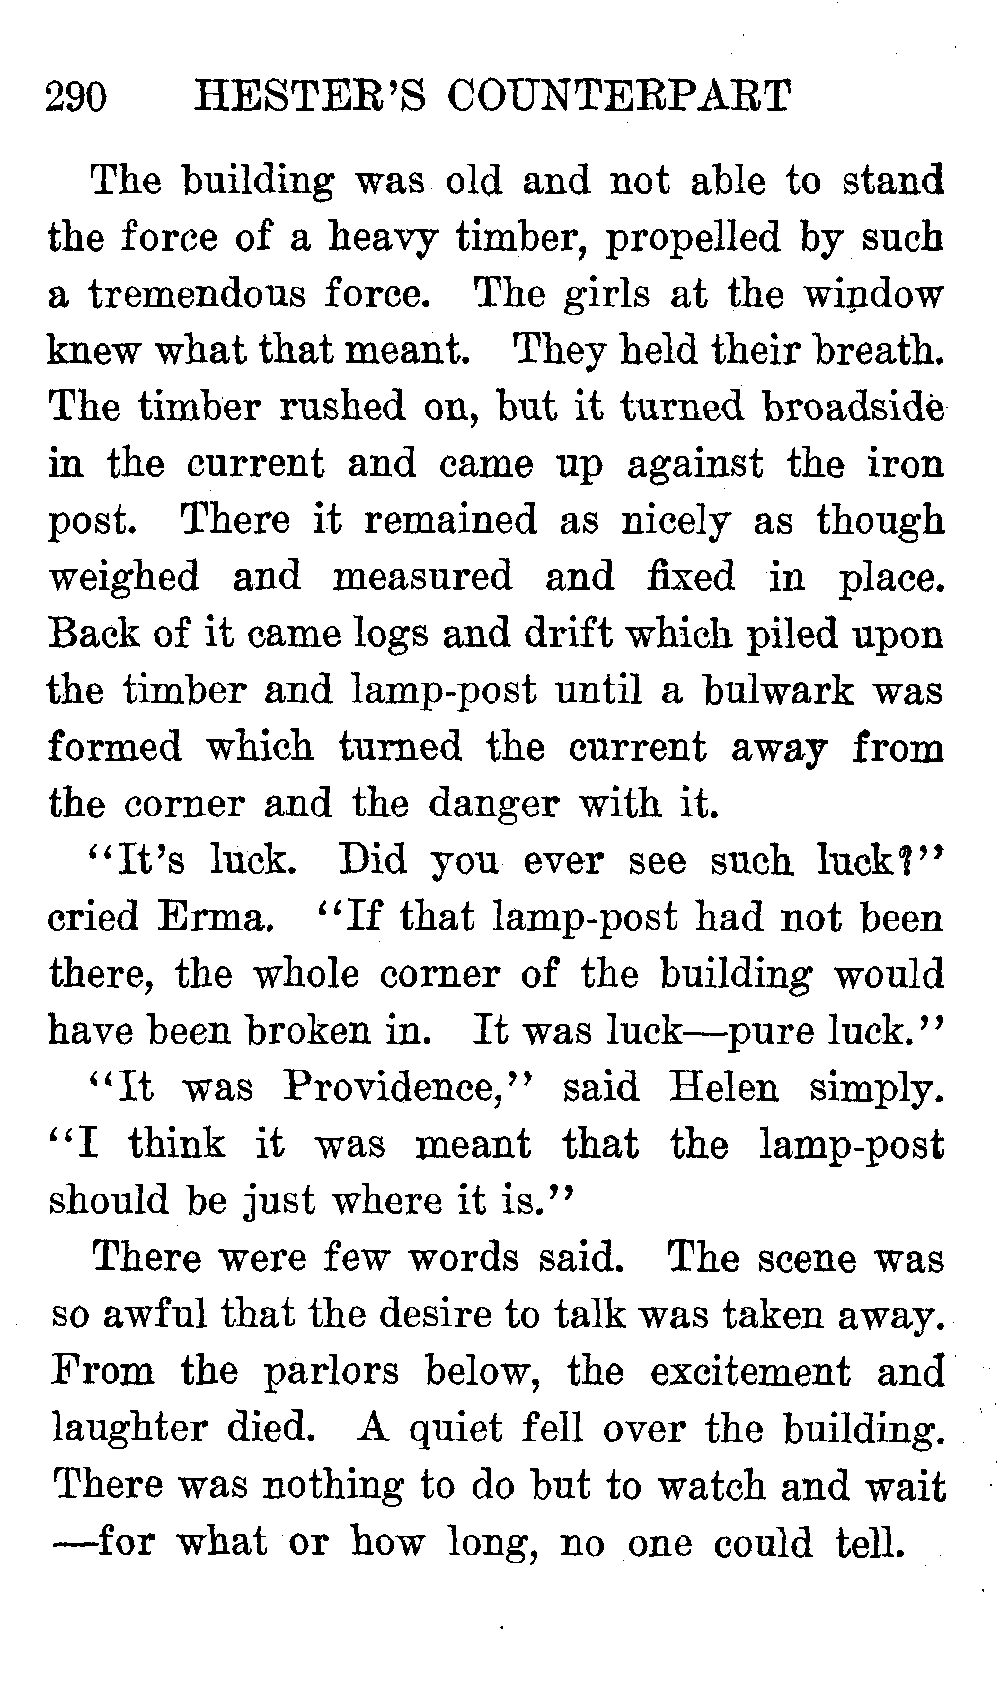 290 HESTER'S COUNTERPART
The building was old and not able to stand
the force of a heavy timber, propelled by such
a tremendous force. The girls at the window
knew what that meant. They held their breath.
The timber rushed on, but it turned broadside
in the current and came up against the iron
post. There it remained as nicely as though
weighed and measured and fixed in place.
Back of it came logs and drift which piled upon
the timber and lamp-post until a bulwark was
formed which turned the current away from
the corner and the danger with it.
"It's luck. Did you ever see such luck?"
cried Erma. "If that lamp-post had not been
there, the whole corner of the building would
have been broken in. It was luck—pure luck."
"It was Providence," said Helen simply.
"I think it was meant that the lamp-post
should be just where it is."
There were few words said. The scene was
so awful that the desire to talk was taken away.
From the parlors below, the excitement and
laughter died. A quiet fell over the building.
There was nothing to do but to watch and wait
—for what or how long, no one could tell.